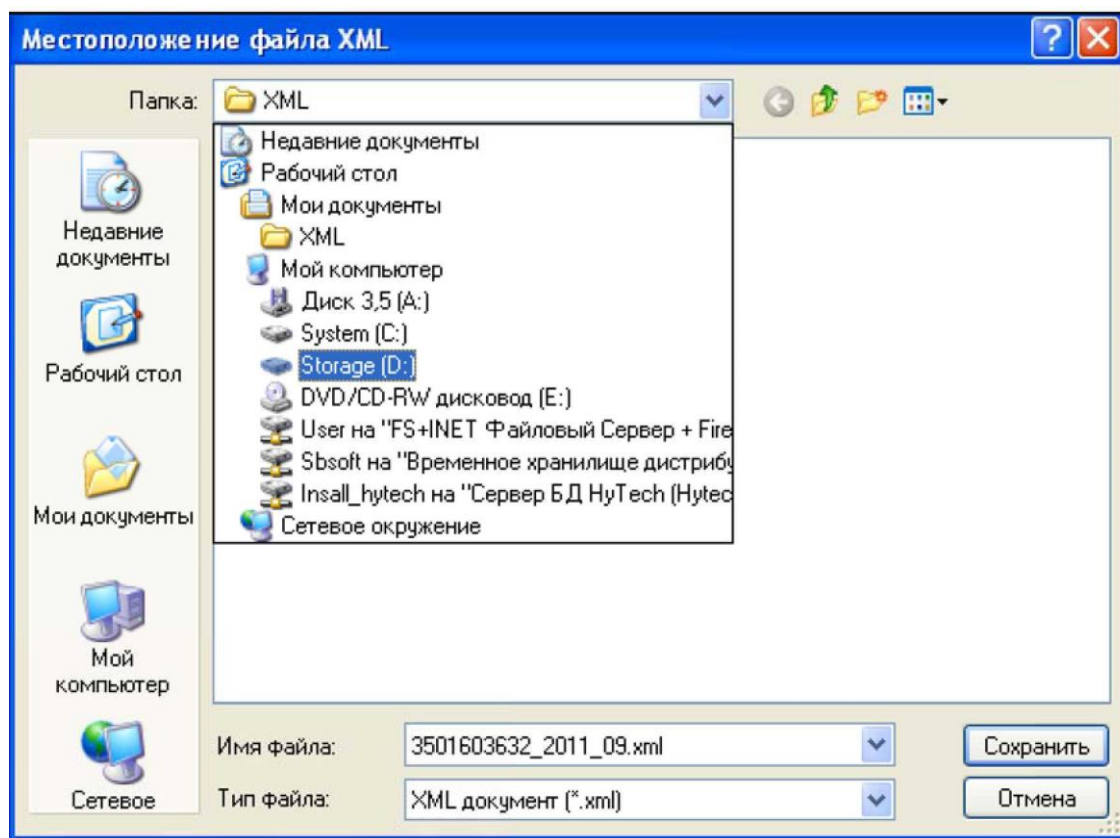 Местоположение файла XML
Папка:
XML
Недавние документы
Рабочий стол
Мои документы
XML
Мой компьютер
Диск 3,5 (A:)
System (C:)
Storage (D:)
DVD/CD-RW дисковод (E:)
User на "FS+INET Файловый Сервер + Fire
Sbsoft на "Временное хранилище дистрибу
Insall_hytech на "Сервер БД HyTech (Hytec
Сетевое окружение
Недавние
документы
Рабочий стол
Мои документы
Мой
компьютер
Сетевое
Имя файла:
3501603632_2011_09.xml
Сохранить
Тип файла:
XML документ (*.xml)
Отмена